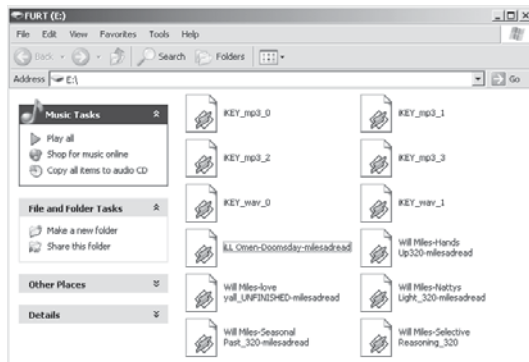 FURT (E:)
File Edit View Favorites Tools Help
Back Search Folders
Address E:\ Go
Music Tasks
Play all
Shop for music online
Copy all items to audio CD
File and Folder Tasks
Make a new folder
Share this folder
Other Places
Details
iKEY_mp3_0
iKEY_mp3_1
iKEY_mp3_2
iKEY_mp3_3
iKEY_wav_0
iKEY_wav_1
iLL Omen-Doomsday-milesadread
Will Miles-Hands
Up320-milesadread
Will Miles-love
yall_UNFINISHED-milesadread
Will Miles-Nattys
Light_320-milesadread
Will Miles-Seasonal
Past_320-milesadread
Will Miles-Selective
Reasoning_320